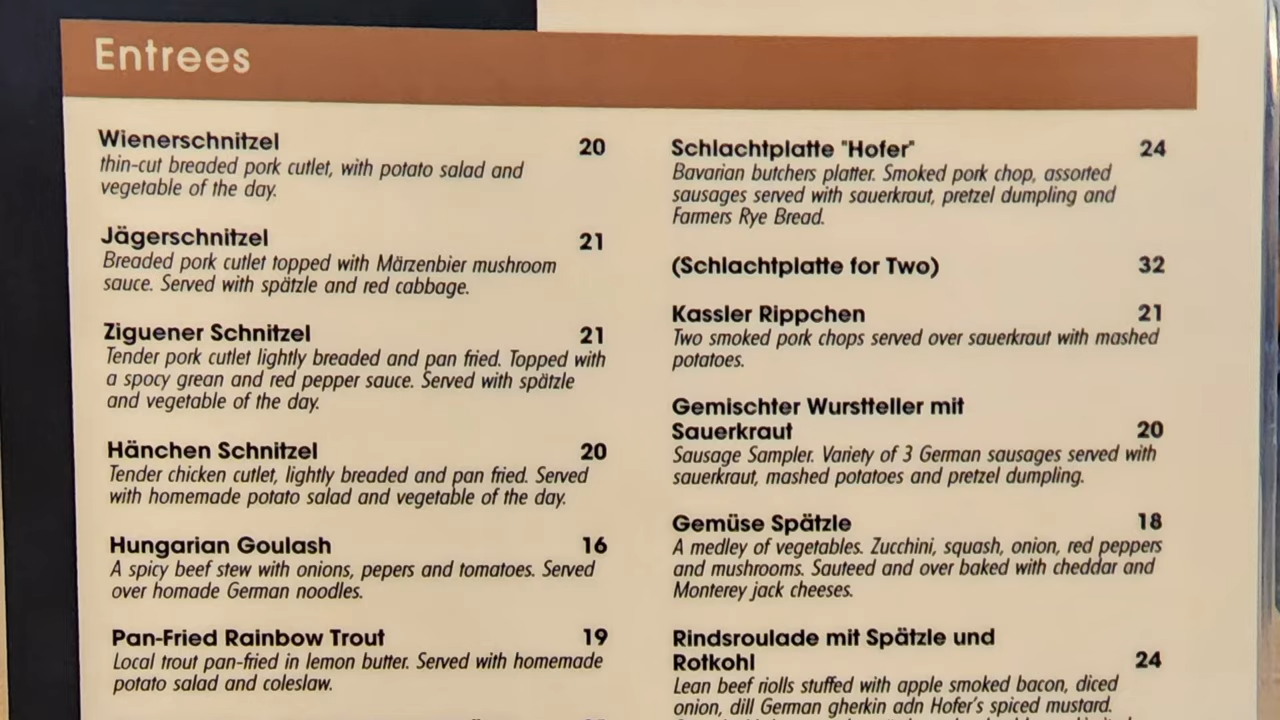 Entrees
Wienerschnitzel 20
thin-cut breaded pork cutlet, with potato salad and
vegetable of the day.
Jägerschnitzel 21
Breaded pork cutlet topped with Märzenbier mushroom
sauce. Served with spätzle and red cabbage.
Ziguener Schnitzel 21
Tender pork cutlet lightly breaded and pan fried. Topped with
a spocy grean and red pepper sauce. Served with spätzle
and vegetable of the day.
Hänchen Schnitzel 20
Tender chicken cutlet, lightly breaded and pan fried. Served
with homemade potato salad and vegetable of the day.
Hungarian Goulash 16
A spicy beef stew with onions, pepers and tomatoes. Served
over homade German noodles.
Pan-Fried Rainbow Trout 19
Local trout pan-fried in lemon butter. Served with homemade
potato salad and coleslaw.
Schlachtplatte "Hofer" 24
Bavarian butchers platter. Smoked pork chop, assorted
sausages served with sauerkraut, pretzel dumpling and
Farmers Rye Bread.
(Schlachtplatte for Two) 32
Kassler Rippchen 21
Two smoked pork chops served over sauerkraut with mashed
potatoes.
Gemischter Wurstteller mit
Sauerkraut 20
Sausage Sampler. Variety of 3 German sausages served with
sauerkraut, mashed potatoes and pretzel dumpling.
Gemüse Spätzle 18
A medley of vegetables. Zucchini, squash, onion, red peppers
and mushrooms. Sauteed and over baked with cheddar and
Monterey jack cheeses.
Rindsroulade mit Spätzle und
Rotkohl 24
Lean beef riolls stuffed with apple smoked bacon, diced
onion, dill German gherkin adn Hofer's spiced mustard.